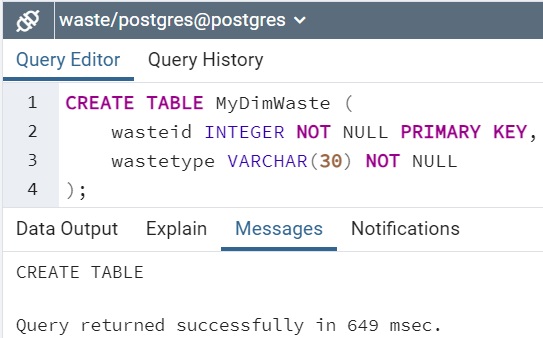 waste/postgres@postgres
Query Editor Query History
1 CREATE TABLE MyDimWaste (
2 wasteid INTEGER NOT NULL PRIMARY KEY,
3 wastetype VARCHAR(30) NOT NULL
4 );
Data Output Explain Messages Notifications
CREATE TABLE
Query returned successfully in 649 msec.